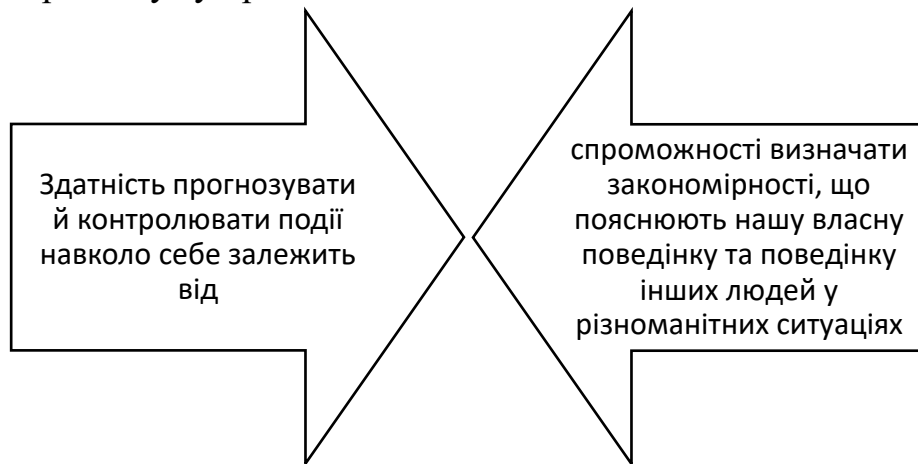 Здатність прогнозувати
й контролювати події
навколо себе залежить
від
спроможності визначати
закономірності, що
пояснюють нашу власну
поведінку та поведінку
інших людей у
різноманітних ситуаціях